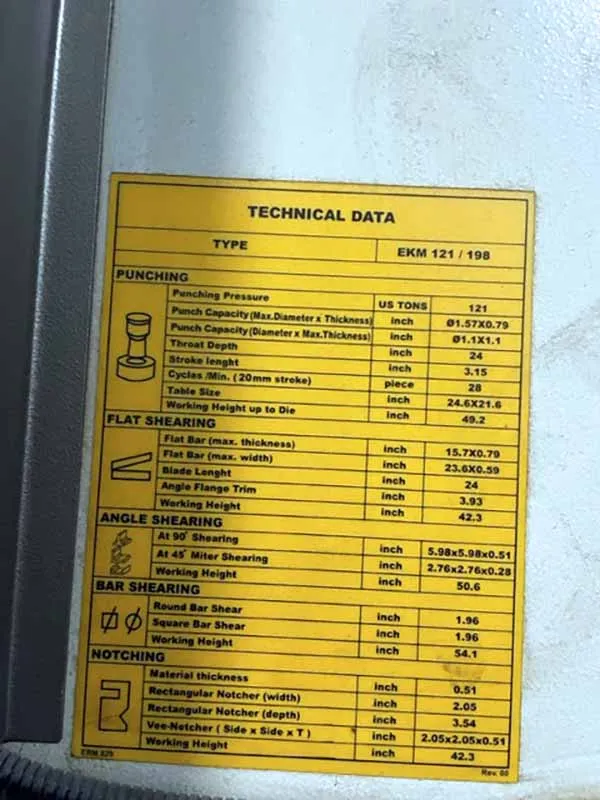 TECHNICAL DATA
TYPE EKM 121 / 198
PUNCHING
Punching Pressure US TONS 121
Punch Capacity (Max.Diameter x Thickness) inch Ø1.57X0.79
Punch Capacity (Diameter x Max.Thickness) inch Ø1.1X1.1
Throat Depth inch 24
Stroke lenght inch 3.15
Cycles /Min. ( 20mm stroke) piece 28
Table Size inch 24.6X21.6
Working Height up to Die inch 49.2
FLAT SHEARING
Flat Bar (max. thickness) inch 15.7X0.79
Flat Bar (max. width) inch 23.6X0.59
Blade Lenght inch 24
Angle Flange Trim inch 3.93
Working Height inch 42.3
ANGLE SHEARING
At 90° Shearing inch 5.98x5.98x0.51
At 45° Miter Shearing inch 2.76x2.76x0.28
Working Height inch 50.6
BAR SHEARING
Round Bar Shear inch 1.96
Square Bar Shear inch 1.96
Working Height inch 54.1
NOTCHING
Material thickness inch 0.51
Rectangular Notcher (width) inch 2.05
Rectangular Notcher (depth) inch 3.54
Vee-Notcher ( Side x Side x T ) inch 2.05x2.05x0.51
Working Height inch 42.3
Rev. 00